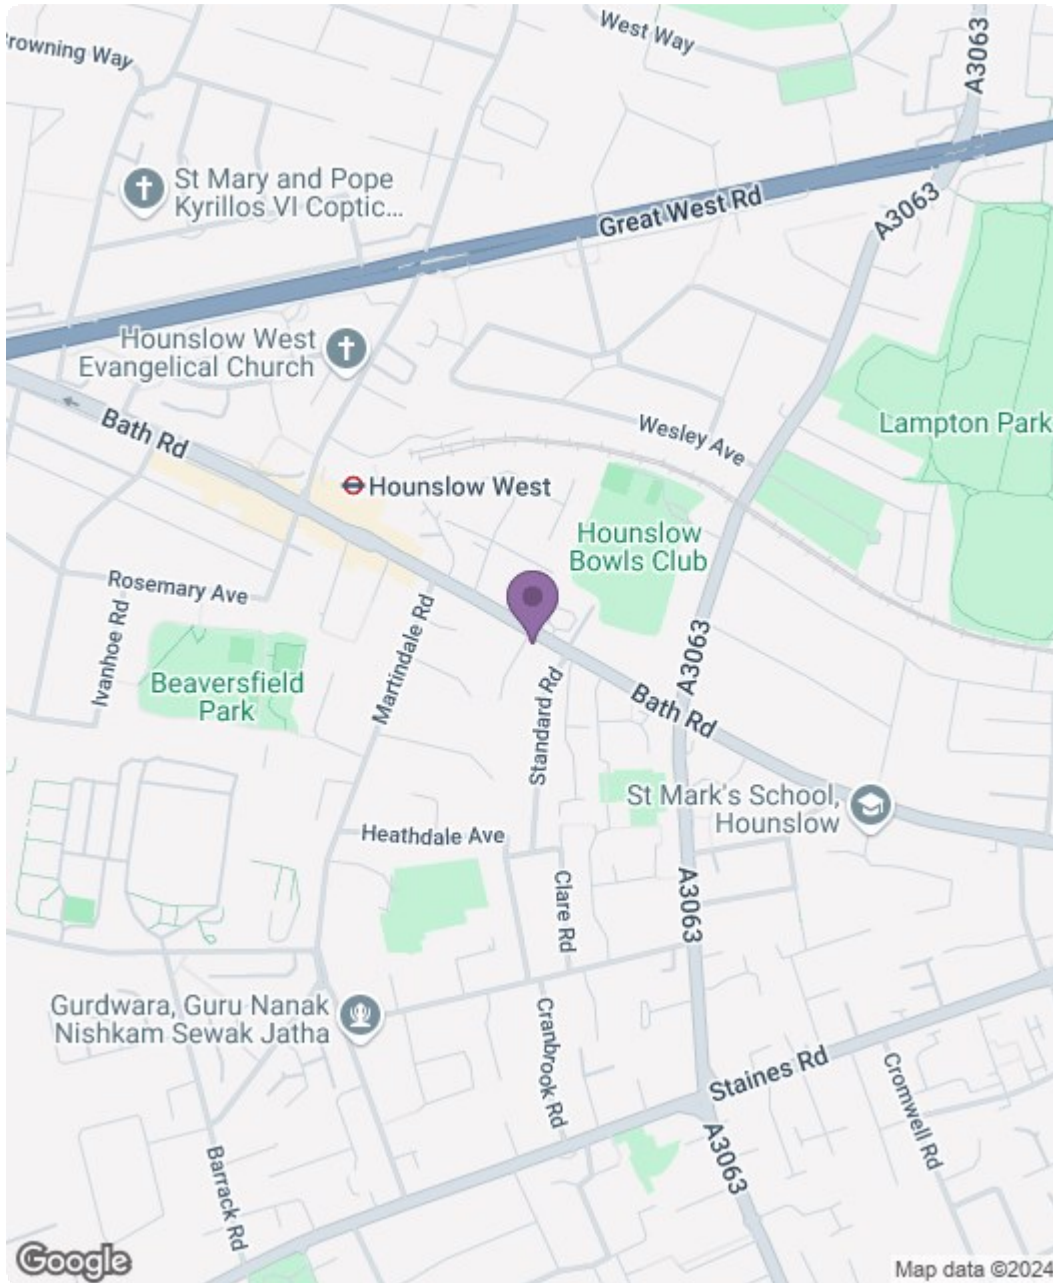 West Way
rowning Way
A3063
St Mary and Pope
Kyrillos VI Coptic...
Great West Rd
A3063
Hounslow West
Evangelical Church
Bath Rd
Wesley Ave
Lampton Park
Hounslow West
Hounslow
Bowls Club
Rosemary Ave
Ivanhoe Rd
Martindale Rd
A3063
Beaversfield
Park
Stanpard Rd
Bath Rd
St Mark's School,
Hounslow
Heathdale Ave
Clare Rd
A3063
Gurdwara, Guru Nanak
Nishkam Sewak Jatha
Cranbrook Rd
Staines Rd
Cromwell Rd
A3063
Barrack Rd
Google
Map data ©2024